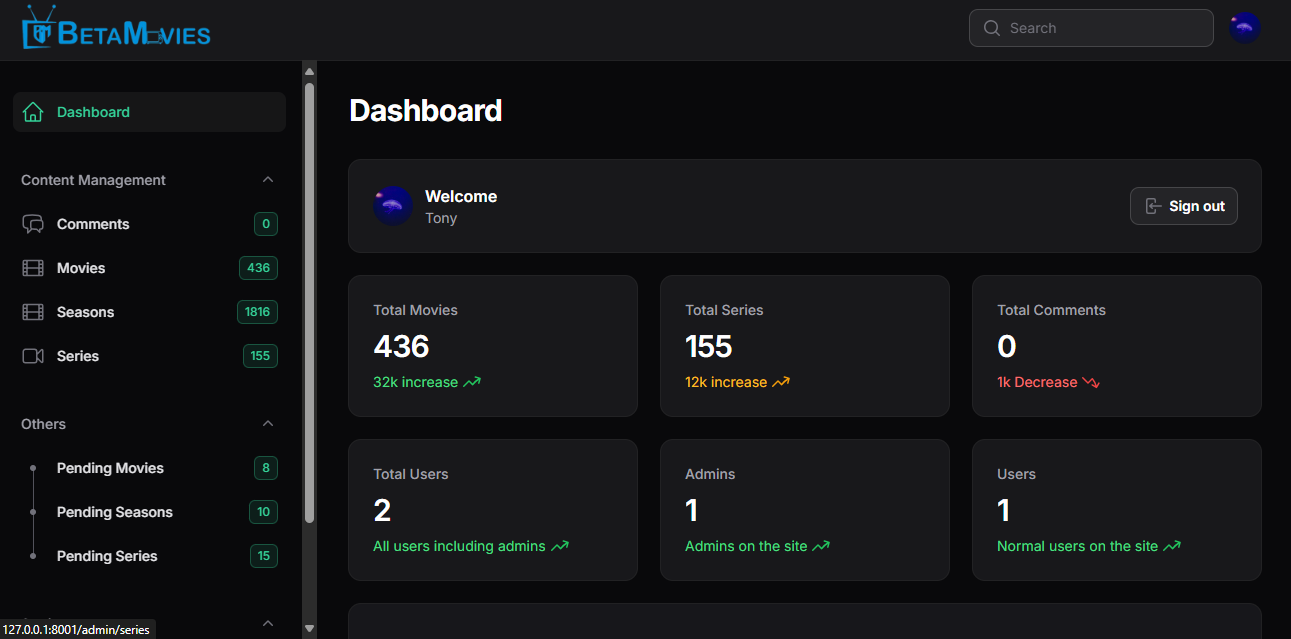 BETAMOVIES
Search
Dashboard
Content Management
Comments 0
Movies 436
Seasons 1816
Series 155
Others
Pending Movies 8
Pending Seasons 10
Pending Series 15
127.0.0.1:8001/admin/series
Dashboard
Welcome
Tony
Sign out
Total Movies
436
32k increase
Total Series
155
12k increase
Total Comments
0
1k Decrease
Total Users
2
All users including admins
Admins
1
Admins on the site
Users
1
Normal users on the site